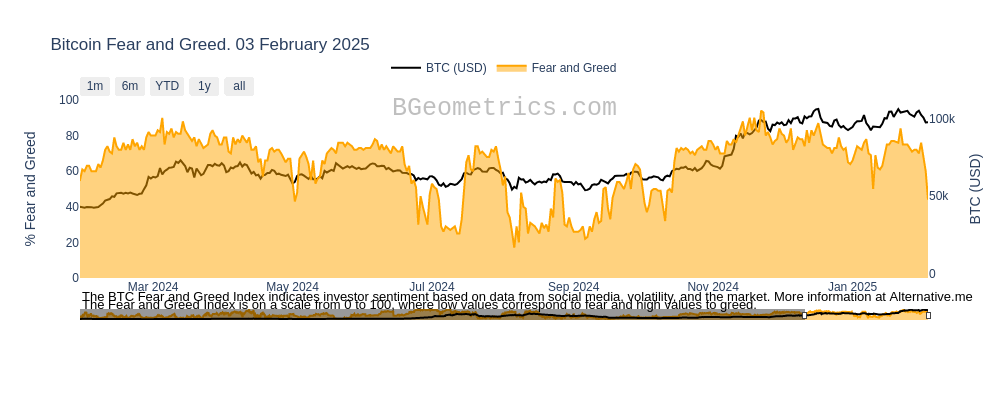 Bitcoin Fear and Greed. 03 February 2025
BTC (USD) Fear and Greed
1m 6m YTD 1y all
BGeometrics.com
100
80
60
40
20
0
% Fear and Greed
100k
50k
0
BTC (USD)
Mar 2024 May 2024 Jul 2024 Sep 2024 Nov 2024 Jan 2025
The BTC Fear and Greed Index indicates investor sentiment based on data from social media, volatility, and the market. More information at Alternative.me
The Fear and Greed Index is on a scale from 0 to 100, where low values correspond to fear and high values to greed.